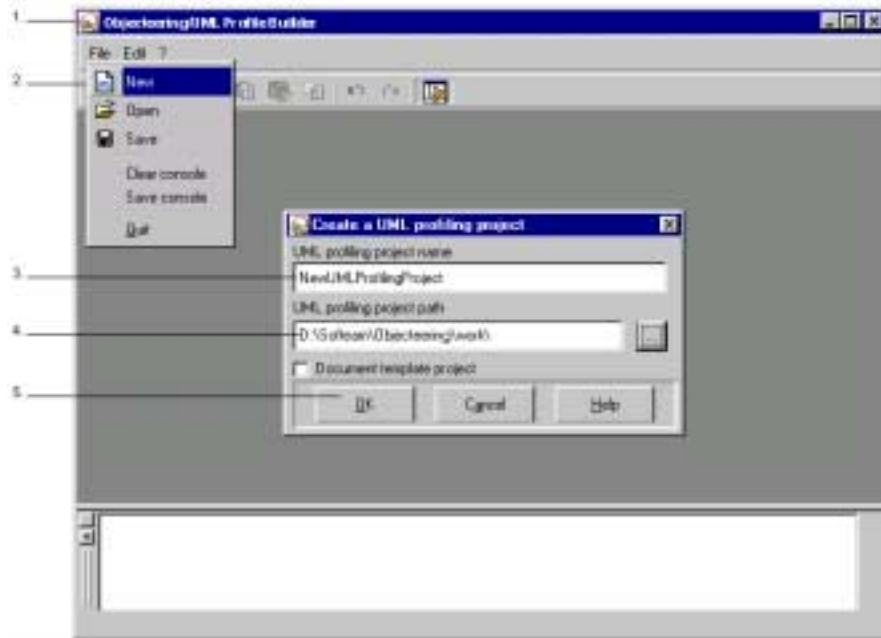 1
Objecteering/UML ProfileBuilder
File Edit ?
2
New
Open
Save
Clear console
Save console
Quit
Create a UML profiling project
UML profiling project name
3
NewUMLProfilingProject
UML profiling project path
4
D:\Softeam\Objecteering\work\
...
Document template project
5
OK Cancel Help